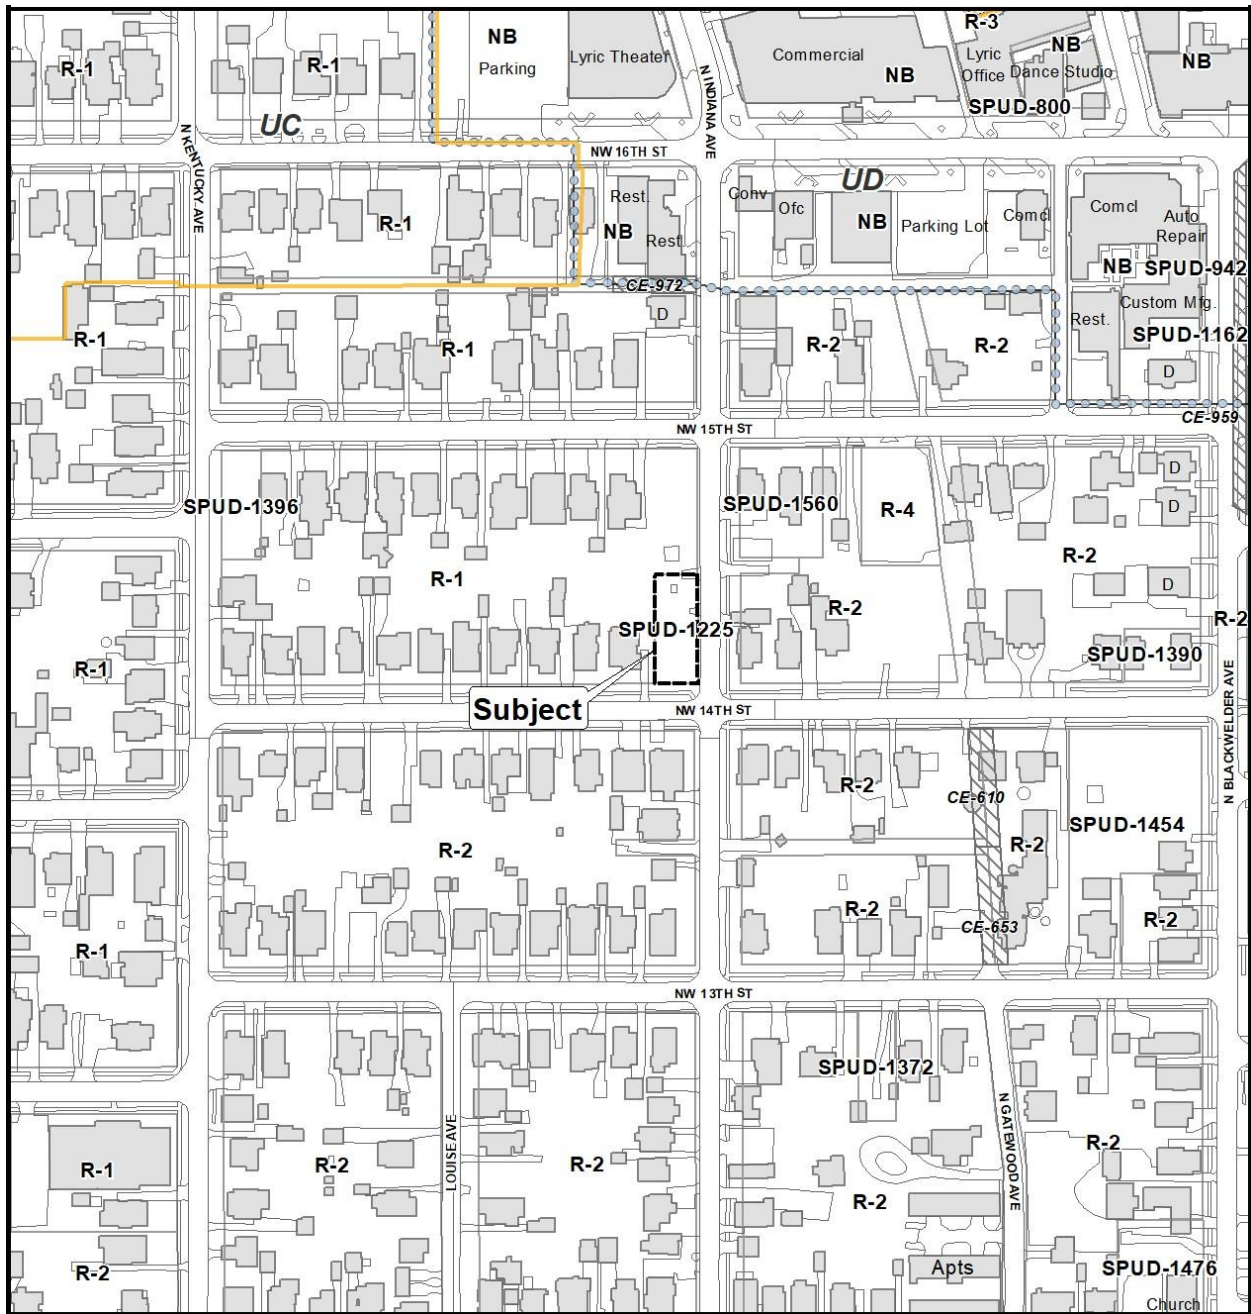 R-3
NB
Lyric Theater
Commercial
Lyric
Office
NB
Dance Studio
NB
R-1
R-1
Parking
NB
SPUD-800
N INDIANA AVE
UC
N KENTUCKY AVE
NW 16TH ST
UD
Rest.
Conv
Ofc
Comcl
Comcl
R-1
NB
Rest.
NB
Parking Lot
Auto
Repair
NB
SPUD-942
CE-972
Custom Mfg.
D
Rest.
R-1
R-1
R-2
R-2
SPUD-1162
D
CE-959
NW 15TH ST
D
SPUD-1396
SPUD-1560
R-4
D
R-2
R-1
D
R-2
R-2
SPUD-1225
R-1
SPUD-1390
Subject
NW 14TH ST
N BLACKWELDER AVE
R-2
CE-610
SPUD-1454
R-2
R-2
R-2
R-2
CE-653
R-1
NW 13TH ST
SPUD-1372
N GATEWOOD AVE
LOUISE AVE
R-1
R-2
R-2
R-2
R-2
R-2
Apts
SPUD-1476
Church